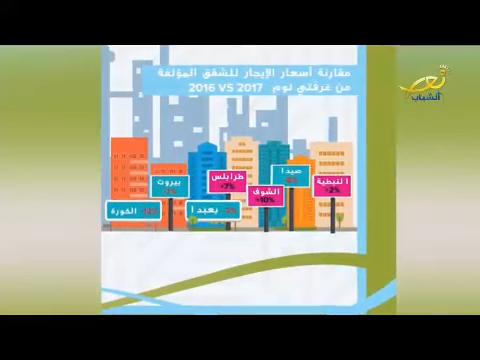 مقارنة أسعار الإيجار للشقق المؤلفة
من غرفتي نوم 2016 VS 2017
صيدا
النبطية
+2%
طرابلس
+7%
بيروت
الشوف
+10%
بعبدا
الكورة
الشباب